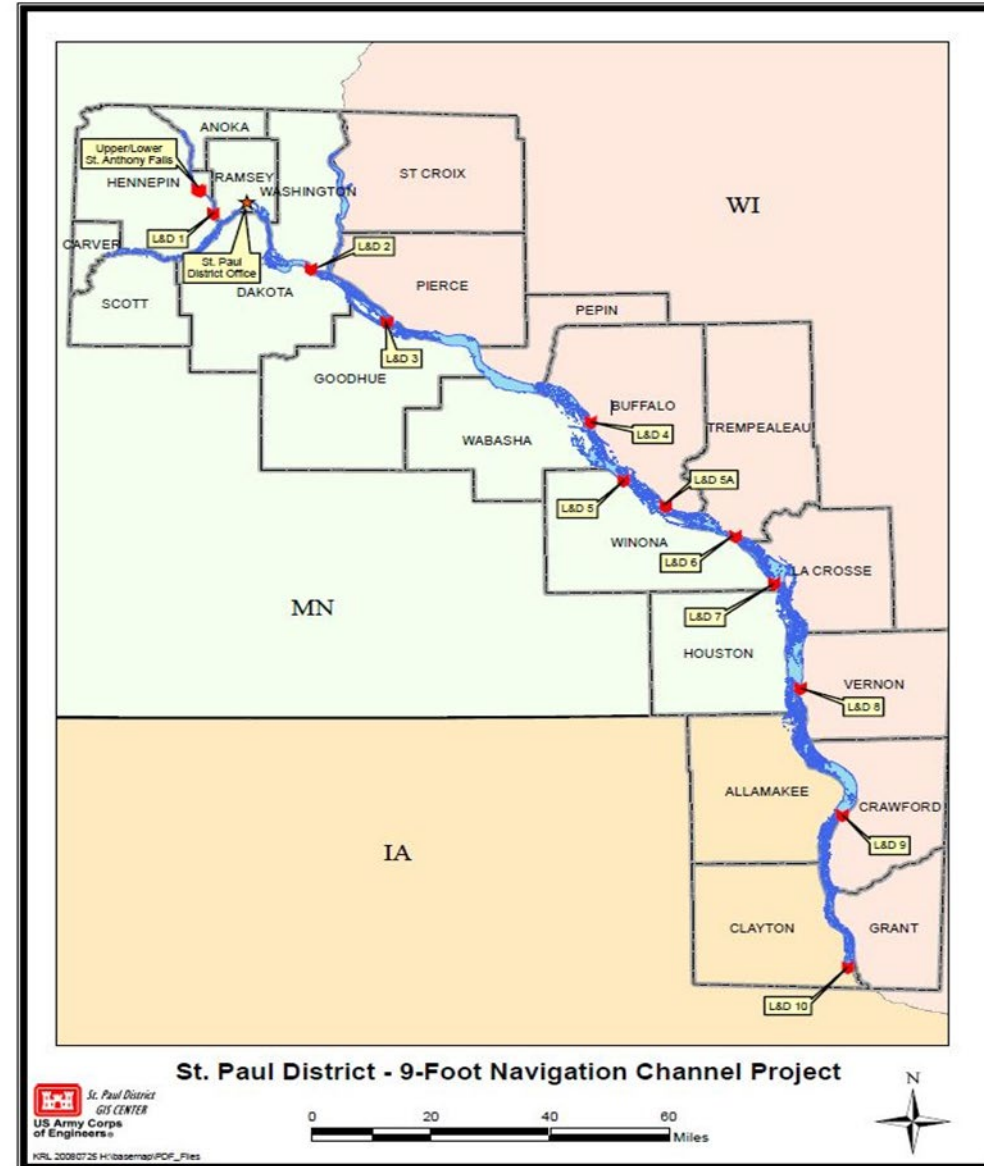 ANOKA
Upper/Lower
St. Anthony Falls
HENNEPIN
RAMSEY
WASHINGTON
ST CROIX
WI
L&D 1
CARVER
St. Paul
District Office
L&D 2
DAKOTA
SCOTT
PIERCE
PEPIN
L&D 3
GOODHUE
BUFFALO
L&D 4
TREMPEALEAU
WABASHA
L&D 5A
L&D 5
WINONA
L&D 6
LA CROSSE
MN
L&D 7
HOUSTON
VERNON
L&D 8
ALLAMAKEE
CRAWFORD
L&D 9
IA
CLAYTON
GRANT
L&D 10
St. Paul District - 9-Foot Navigation Channel Project
St. Paul District
GIS CENTER
US Army Corps
of Engineers®
0 20 40 60
Miles
N
KRL 20080725 H:\basemap\PDF_Files